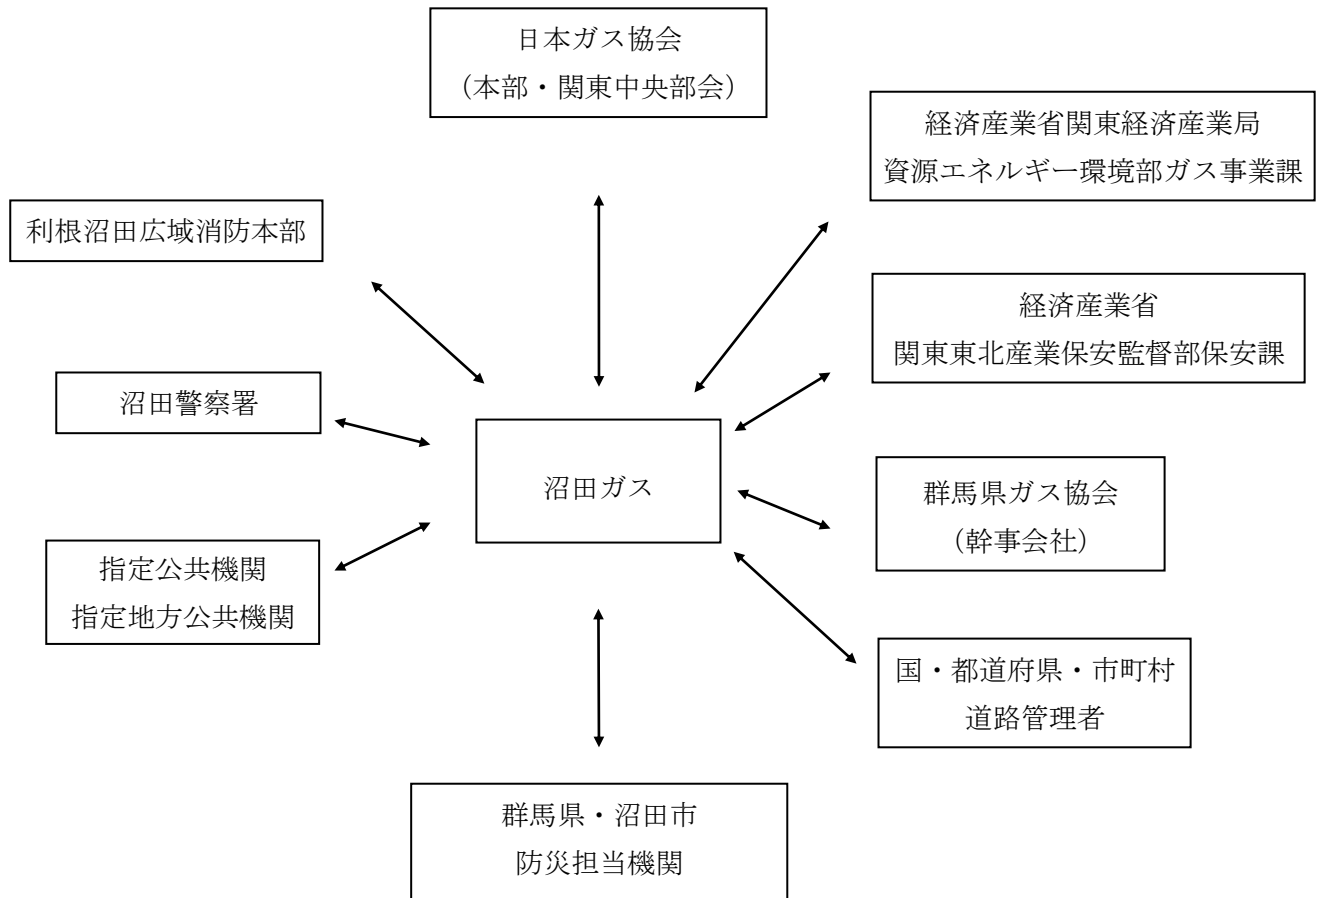 日本ガス協会
（本部・関東中央部会）
経済産業省関東経済産業局
資源エネルギー環境部ガス事業課
利根沼田広域消防本部
経済産業省
関東東北産業保安監督部保安課
沼田警察署
沼田ガス
群馬県ガス協会
（幹事会社）
指定公共機関
指定地方公共機関
国・都道府県・市町村
道路管理者
群馬県・沼田市
防災担当機関